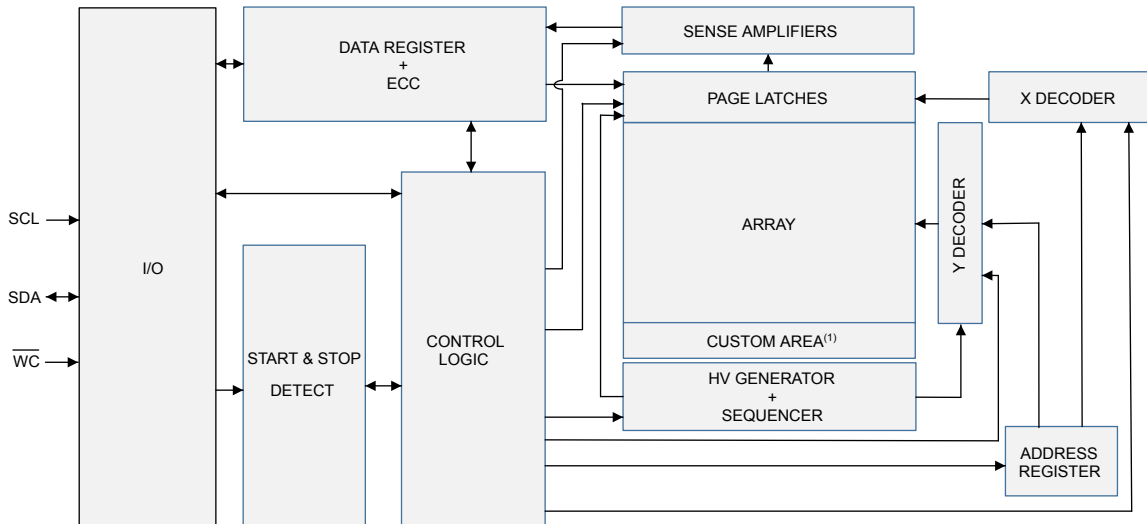 DATA REGISTER
+
ECC
SENSE AMPLIFIERS
PAGE LATCHES
X DECODER
ARRAY
Y DECODER
SCL
I/O
SDA
W̅C̅
START & STOP
DETECT
CONTROL
LOGIC
CUSTOM AREA(1)
HV GENERATOR
+
SEQUENCER
ADDRESS
REGISTER